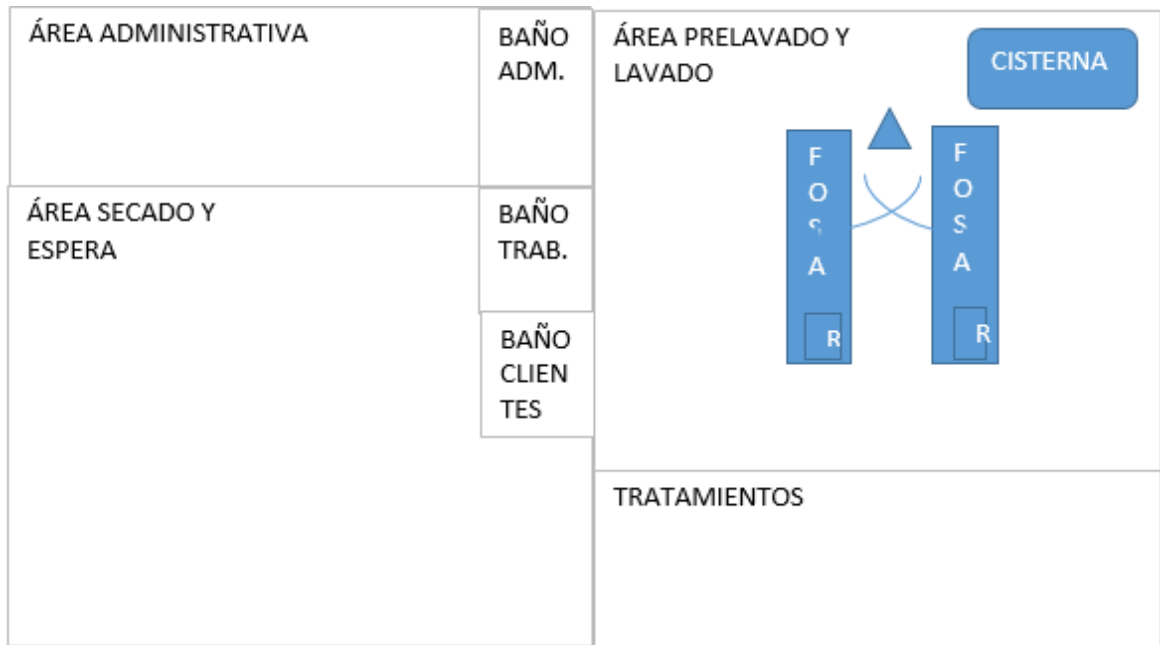 ÁREA ADMINISTRATIVA
BAÑO
ADM.
ÁREA PRELAVADO Y
LAVADO
CISTERNA
F
O
S
A
R
F
O
S
A
R
ÁREA SECADO Y
ESPERA
BAÑO
TRAB.
BAÑO
CLIEN
TES
TRATAMIENTOS